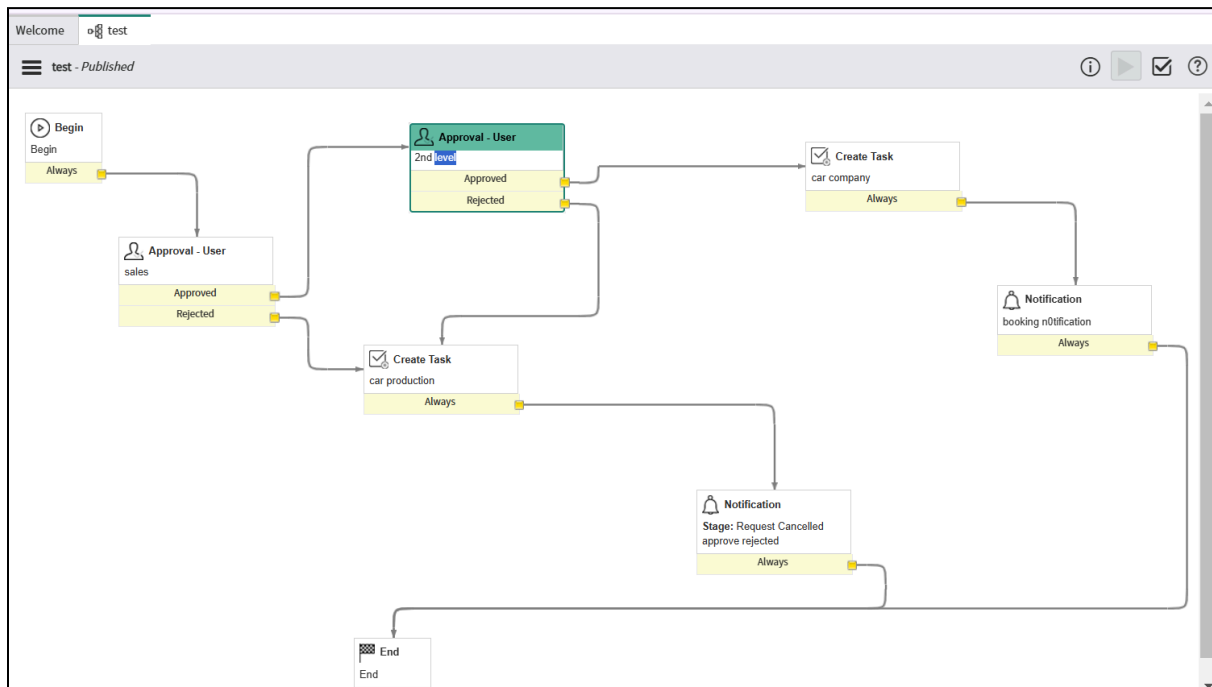 Welcome
test
test - Published
Begin
Begin
Always
Approval - User
2nd level
Approved
Rejected
Create Task
car company
Always
Approval - User
sales
Approved
Rejected
Notification
booking n0tification
Always
Create Task
car production
Always
Notification
Stage: Request Cancelled
approve rejected
Always
End
End